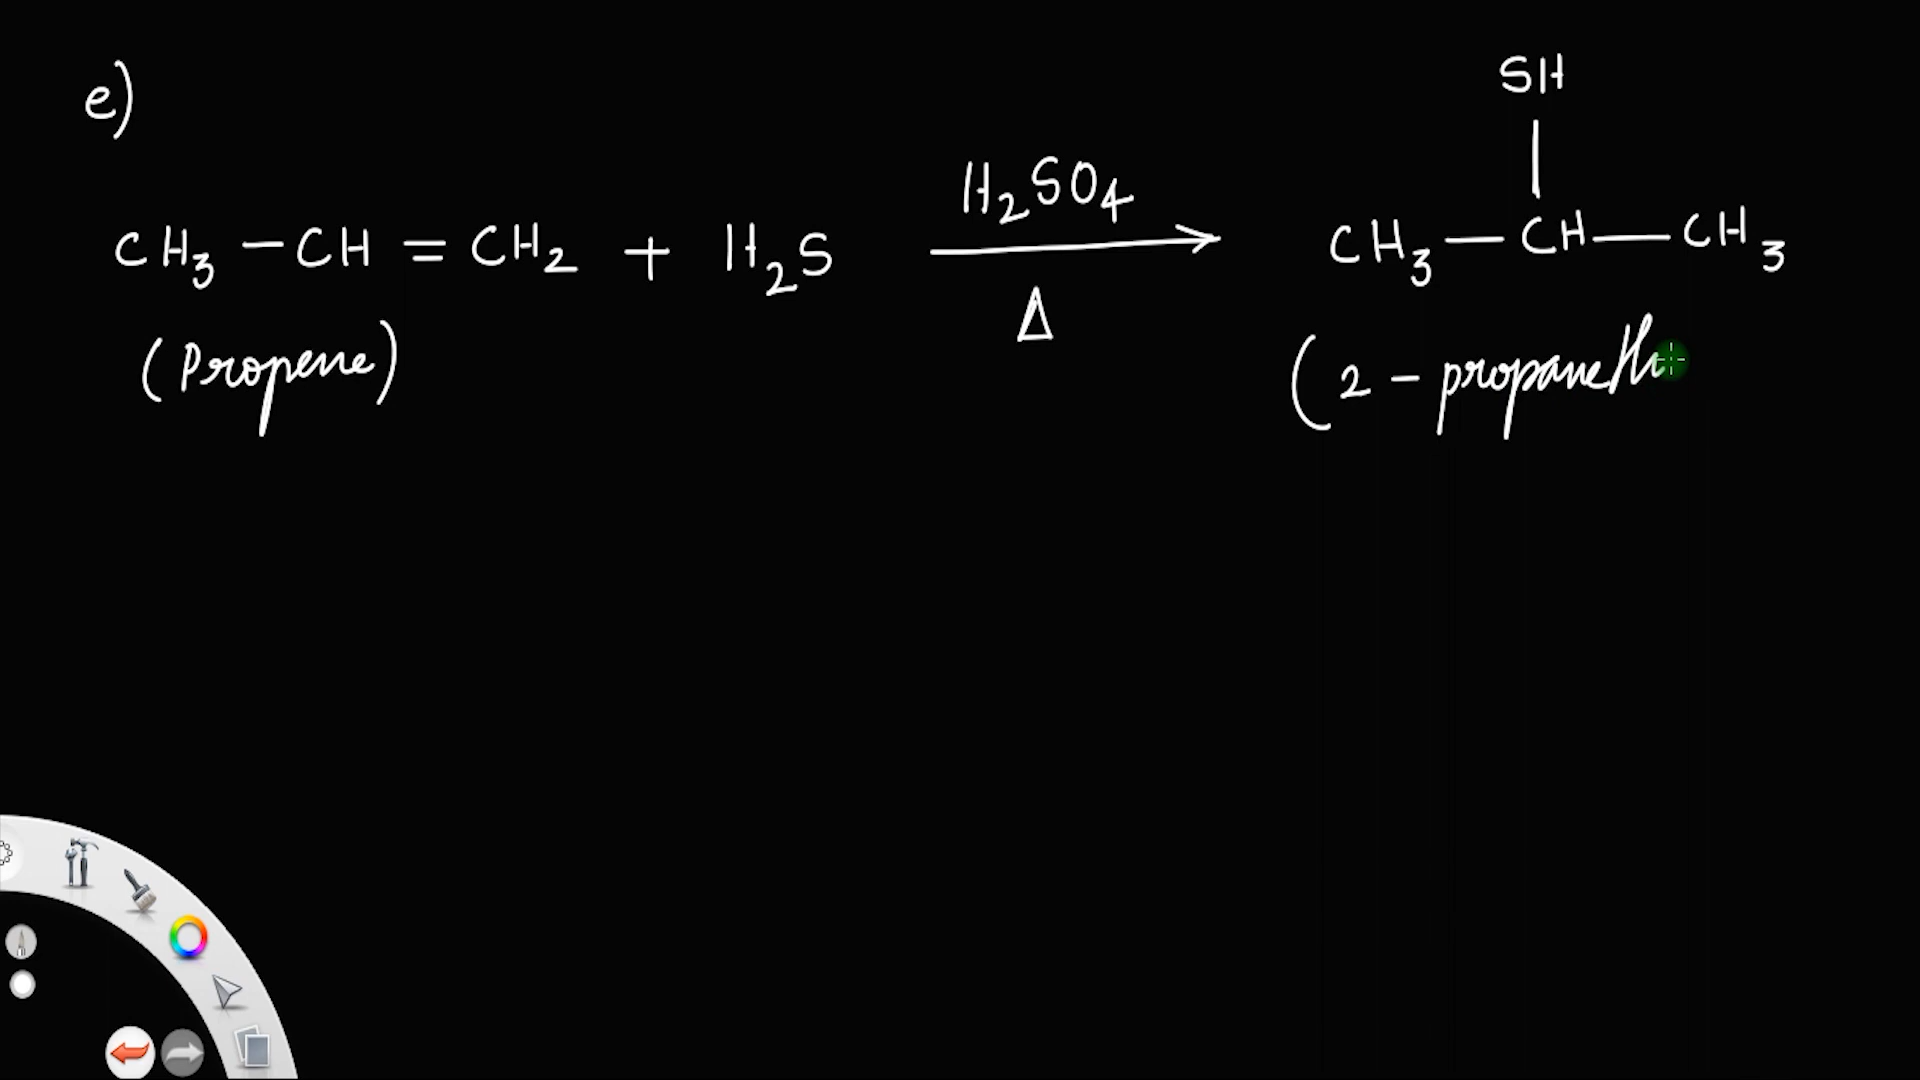 e)
SH
|
CH₃ – CH = CH₂ + H₂S ⟶ CH₃ — CH — CH₃
H₂SO₄
Δ
(Propene)
(2 - propaneth